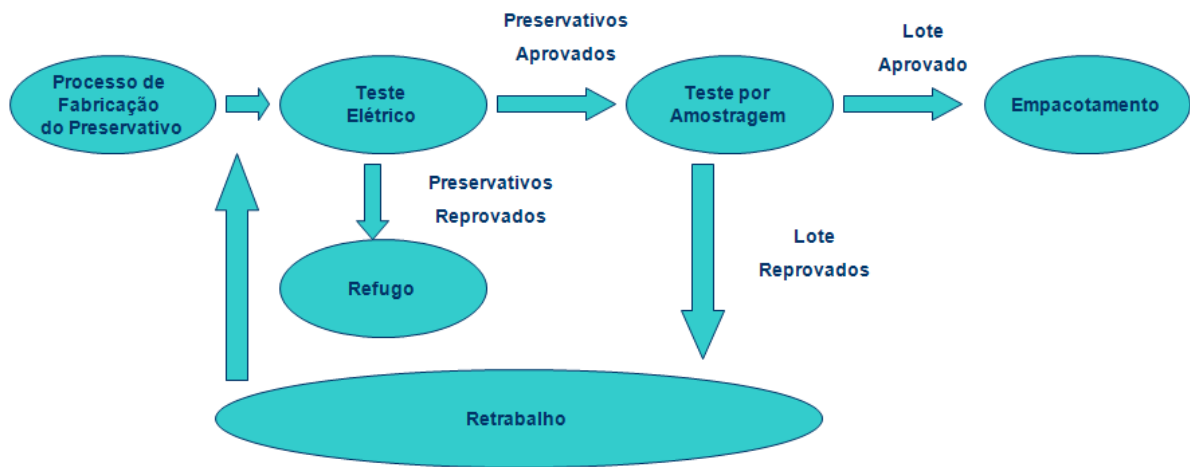 Processo de
Fabricação
do Preservativo
Teste
Elétrico
Preservativos
Aprovados
Teste por
Amostragem
Lote
Aprovado
Empacotamento
Preservativos
Reprovados
Refugo
Lote
Reprovados
Retrabalho